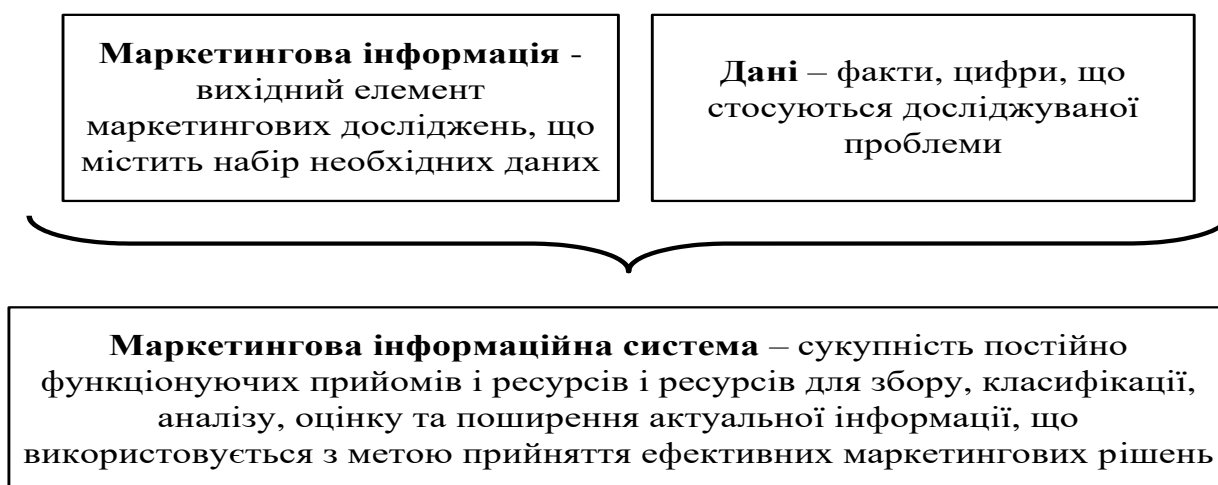 Маркетингова інформація -
вихідний елемент
маркетингових досліджень, що
містить набір необхідних даних
Дані – факти, цифри, що
стосуються досліджуваної
проблеми
Маркетингова інформаційна система – сукупність постійно
функціонуючих прийомів і ресурсів і ресурсів для збору, класифікації,
аналізу, оцінку та поширення актуальної інформації, що
використовується з метою прийняття ефективних маркетингових рішень